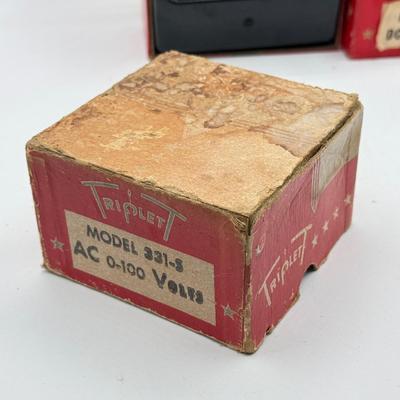 TRIPLETT
MODEL 331-S
AC 0-100 VOLTS
TRIPLETT